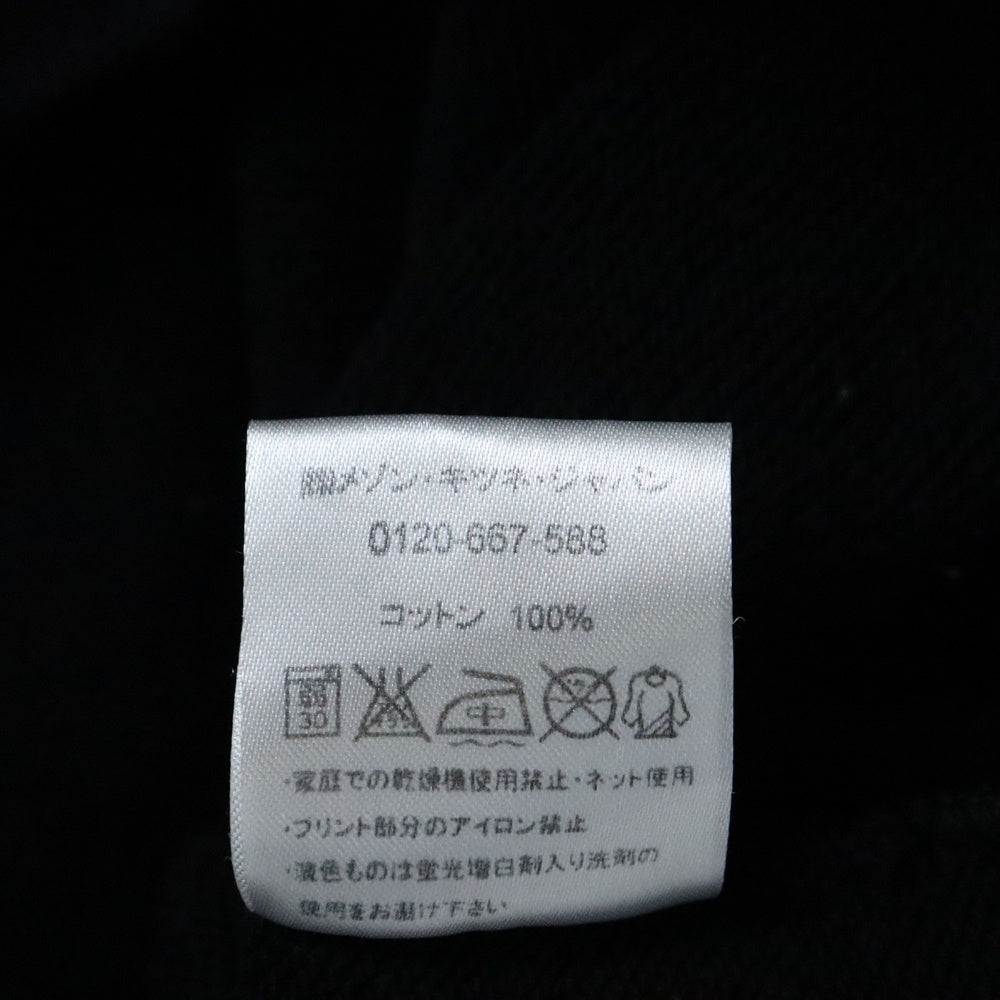 ㈱メゾン・キツネ・ジャパン
0120-667-588
コットン 100%
30 中
・家庭での乾燥機使用禁止・ネット使用
・プリント部分のアイロン禁止
・濃色ものは蛍光増白剤入り洗剤の
使用をお避け下さい